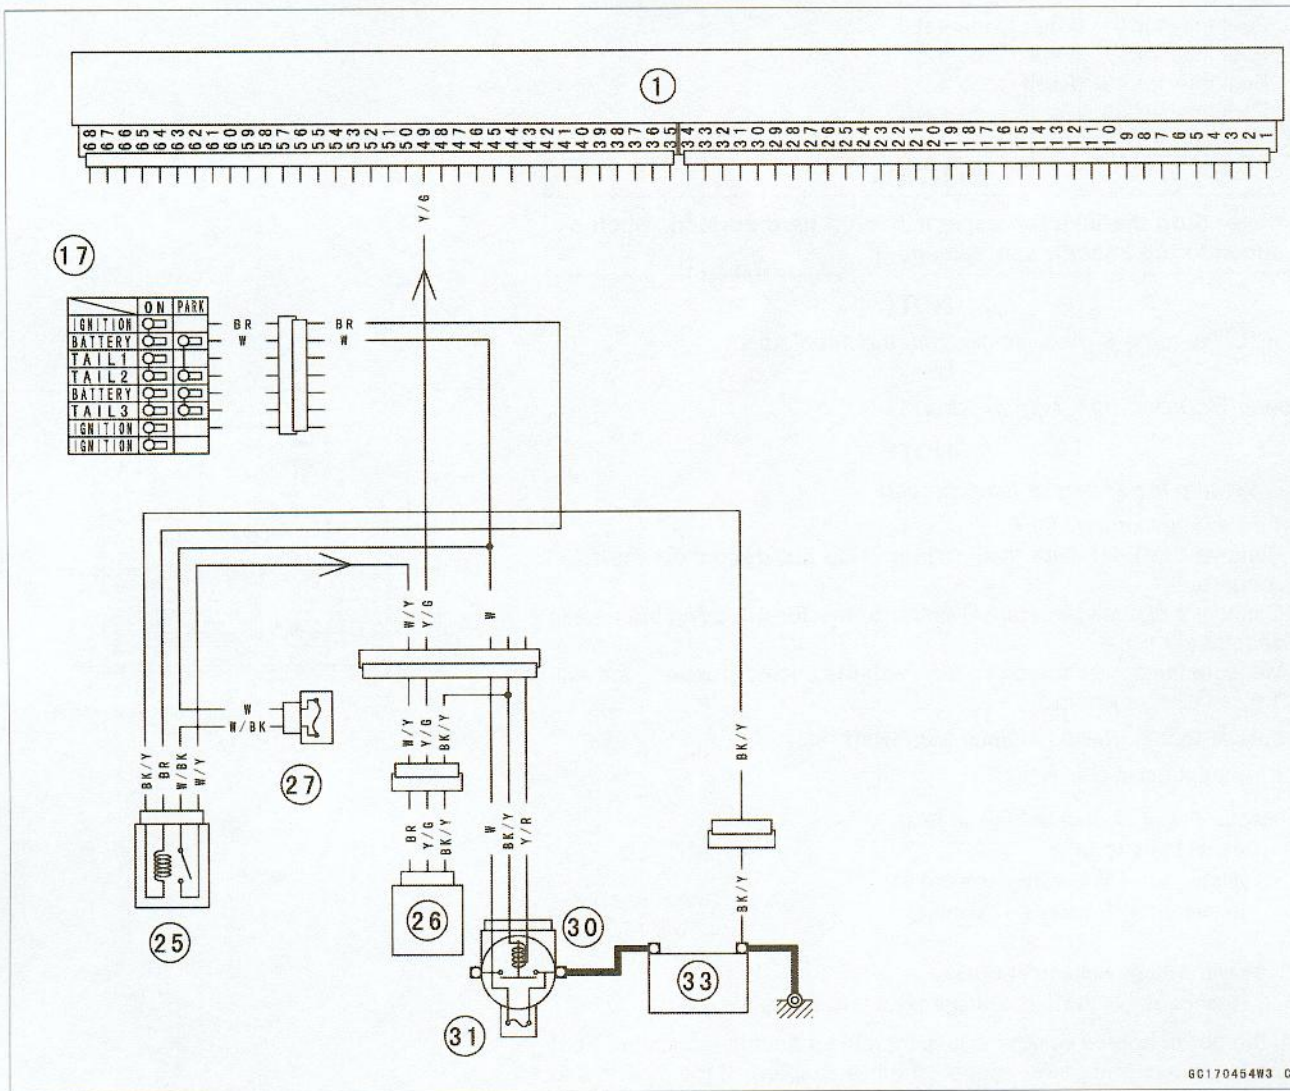 1
68 67 66 65 64 63 62 61 60 59 58 57 56 55 54 53 52 51 50 49 48 47 46 45 44 43 42 41 40 39 38 37 36 35 34 33 32 31 30 29 28 27 26 25 24 23 22 21 20 19 18 17 16 15 14 13 12 11 10 9 8 7 6 5 4 3 2 1
Y/G
17
ON PARK
IGNITION
BATTERY
TAIL1
TAIL2
BATTERY
TAIL3
IGNITION
IGNITION
BR BR
W W
W/Y Y/G W
W
W/BK
27
BK/Y BR W/BK W/Y
W/Y Y/G BK/Y
BK/Y
BR Y/G BK/Y
W BK/Y Y/R
BK/Y
25
26
30
31
33
GC170454W3 C